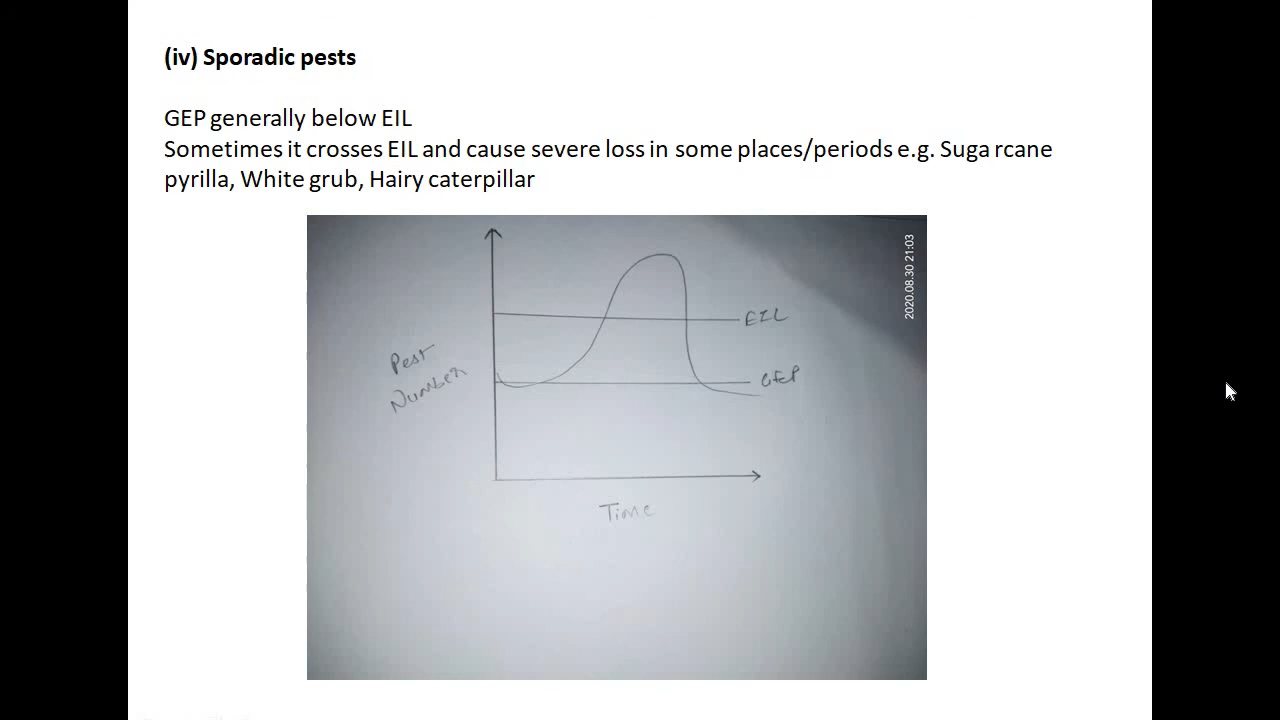 (iv) Sporadic pests
GEP generally below EIL
Sometimes it crosses EIL and cause severe loss in some places/periods e.g. Suga rcane
pyrilla, White grub, Hairy caterpillar
2020.08.30 21:03
EIL
Pest
Number
GEP
Time